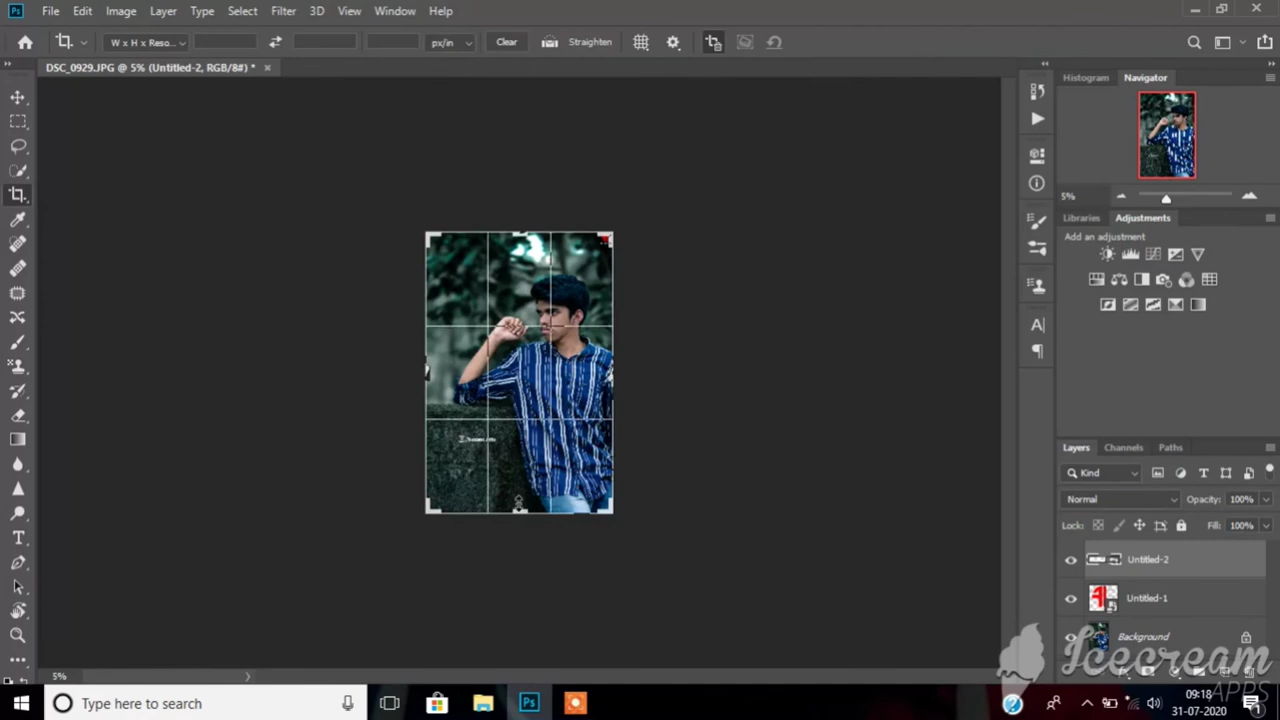 Ps File Edit Image Layer Type Select Filter 3D View Window Help
W x H x Reso... px/in Clear Straighten
DSC_0929.JPG @ 5% (Untitled-2, RGB/8#) *
Histogram Navigator
5%
Libraries Adjustments
Add an adjustment
Layers Channels Paths
Kind
Normal Opacity: 100%
Lock: Fill: 100%
Untitled-2
Untitled-1
Background
5%
Icecream
APPS
Type here to search
Ps
09:18
31-07-2020
1